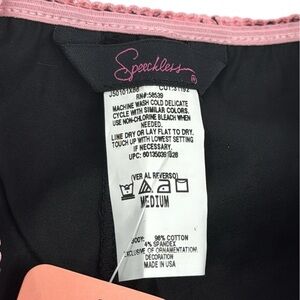 Speechless®
RN#:58539
MACHINE WASH COLD DELICATE
CYCLE WITH SIMILAR COLORS.
USE NON-CHLORINE BLEACH WHEN
NEEDED.
LINE DRY OR LAY FLAT TO DRY.
TOUCH UP WITH LOWEST SETTING
IF NECESSARY.
UPC:
(VER AL REVERSO)
MEDIUM
BODY:
96% COTTON
4% SPANDEX
EXCLUSIVE OF ORNAMENTATION/
DECORATION
MADE IN USA